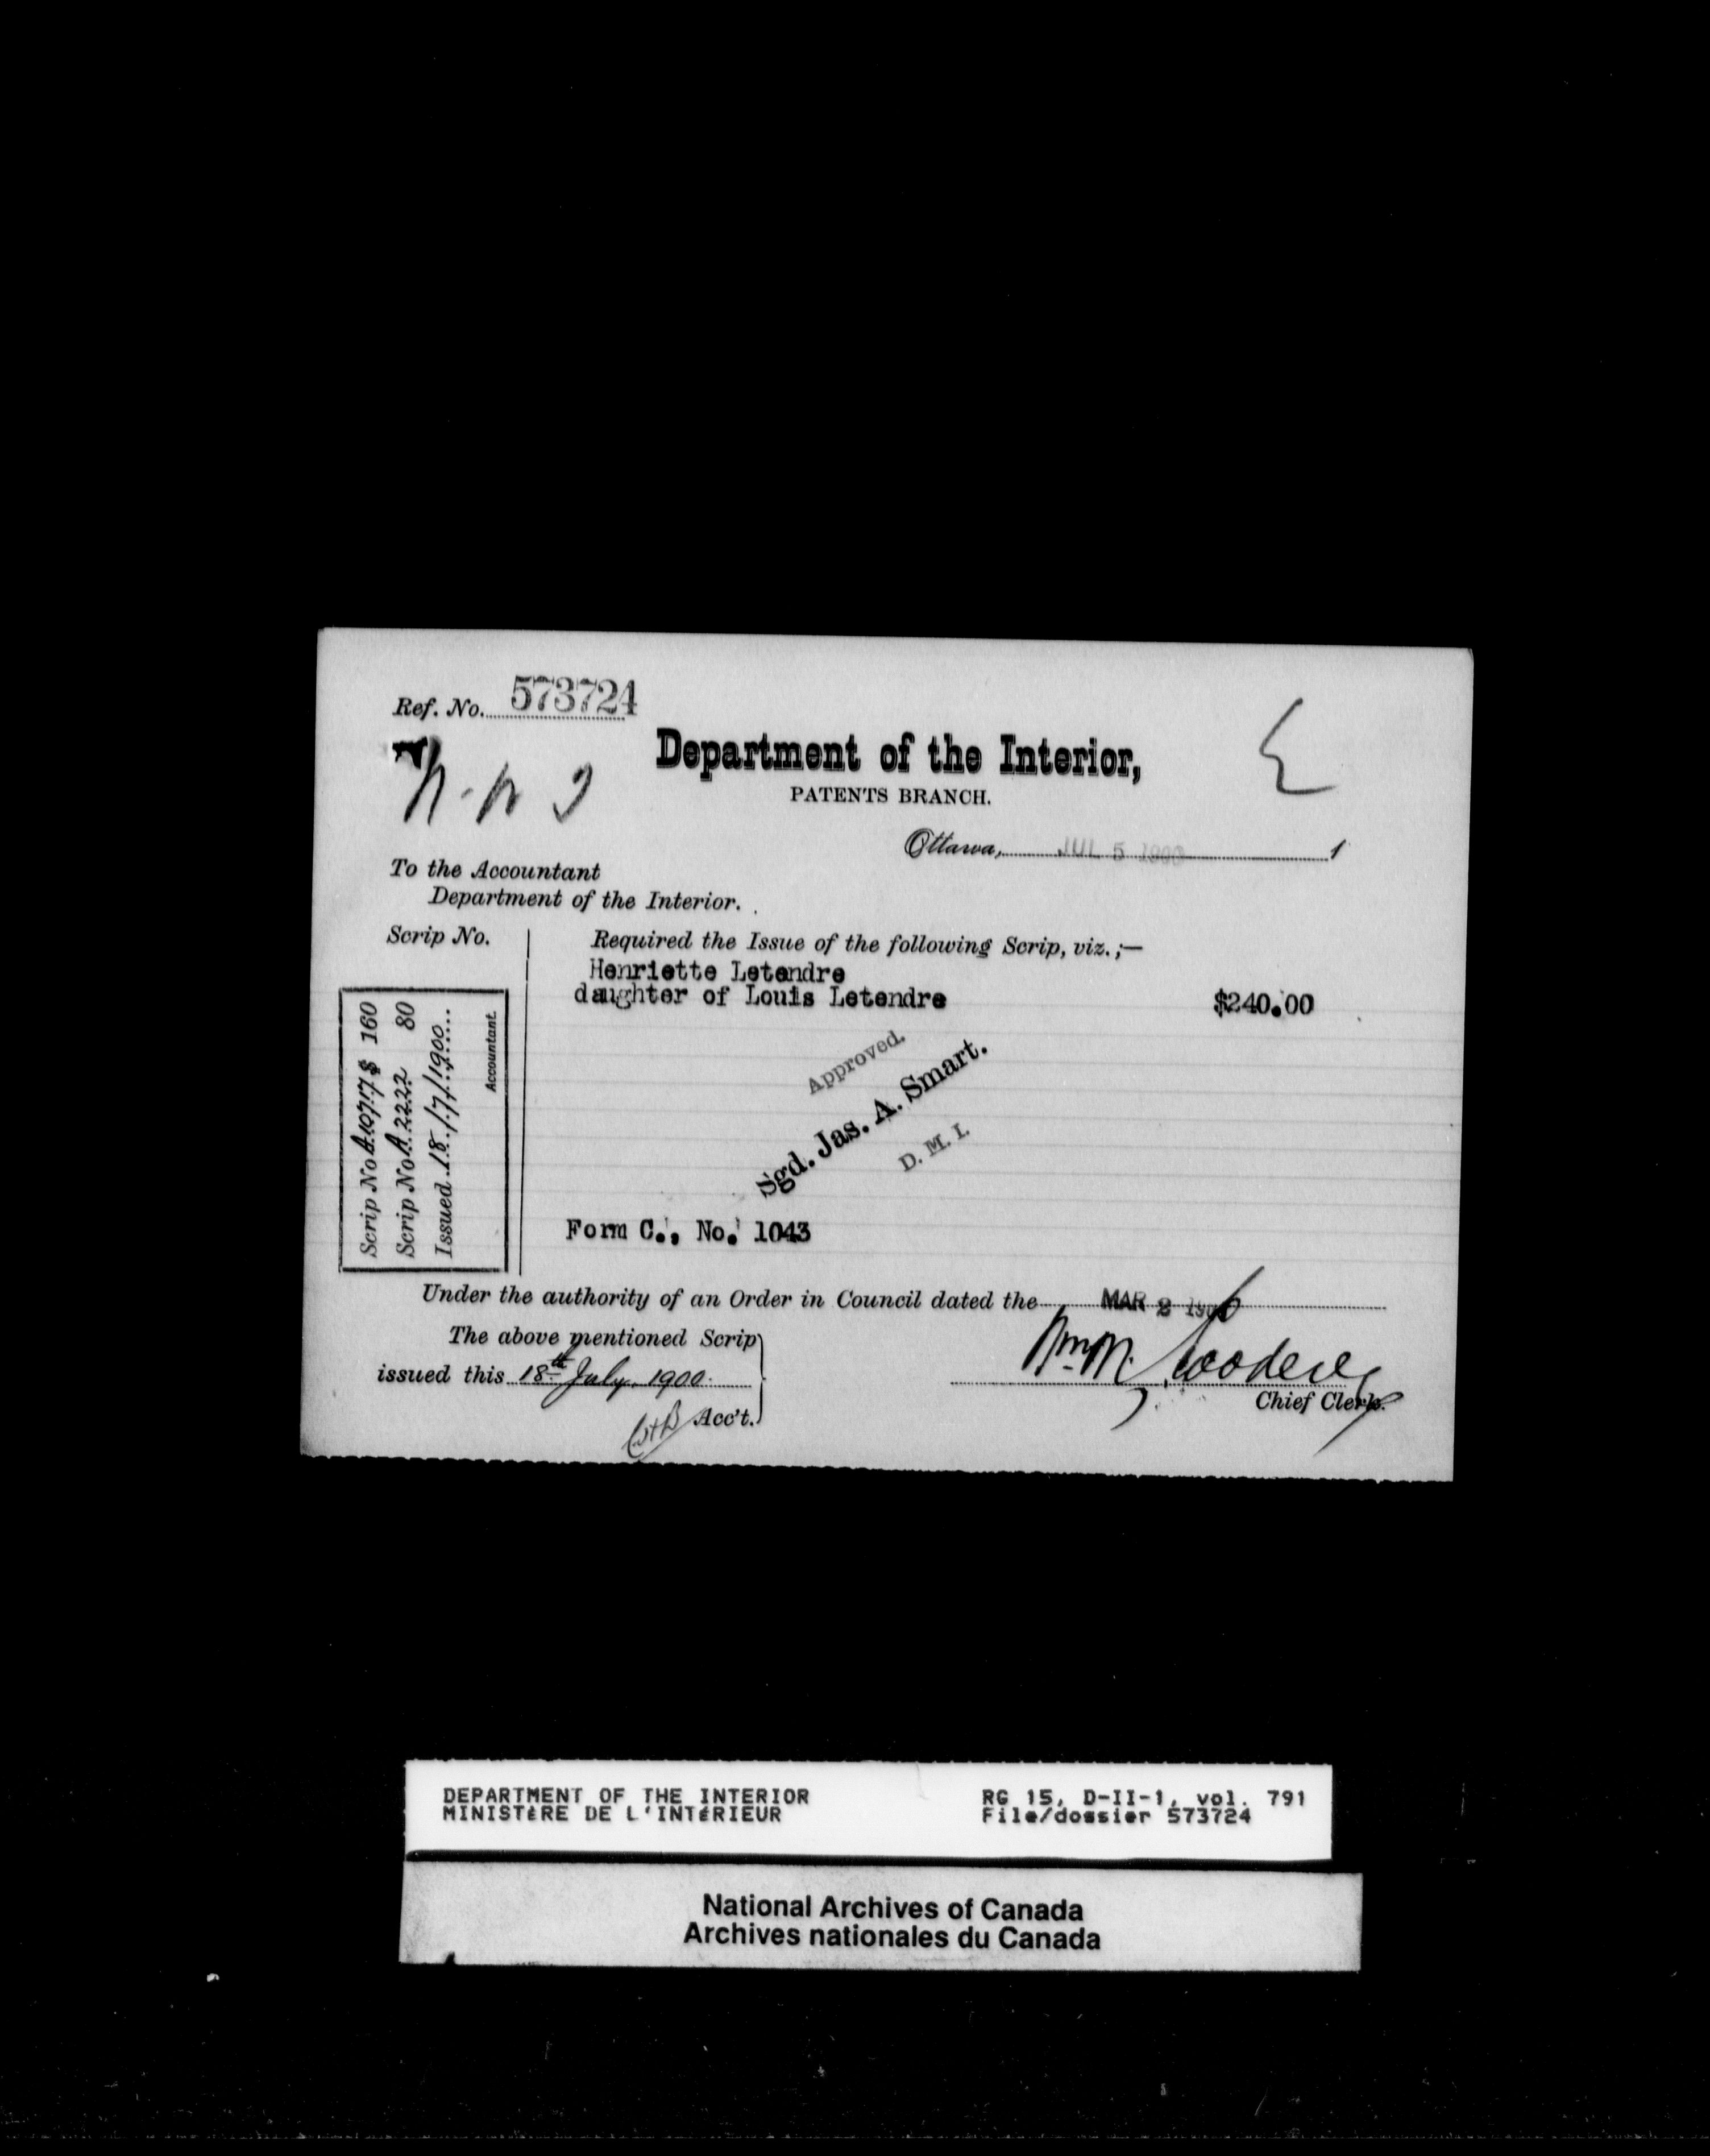 Ref. No. 573724
Department of the Interior,
PATENTS BRANCH.
Ottawa, JUL 5 1900 1
To the Accountant
Department of the Interior.
Scrip No.
Required the Issue of the following Scrip, viz.;—
Henriette Letendre
daughter of Louis Letendre $240.00
Scrip No A 10717 $ 160
Scrip No A 2222 80
Issued 18/7/1900
Accountant.
Approved.
Sgd. Jas. A. Smart.
D. M. I.
Form C., No. 1043
Under the authority of an Order in Council dated the MAR 2 1900
The above mentioned Scrip
issued this 18th July, 1900.
Acc't.
Wm M.
Chief Clerk.
DEPARTMENT OF THE INTERIOR RG 15, D-II-1, vol. 791
MINISTÈRE DE L'INTÉRIEUR File/dossier 573724
National Archives of Canada
Archives nationales du Canada